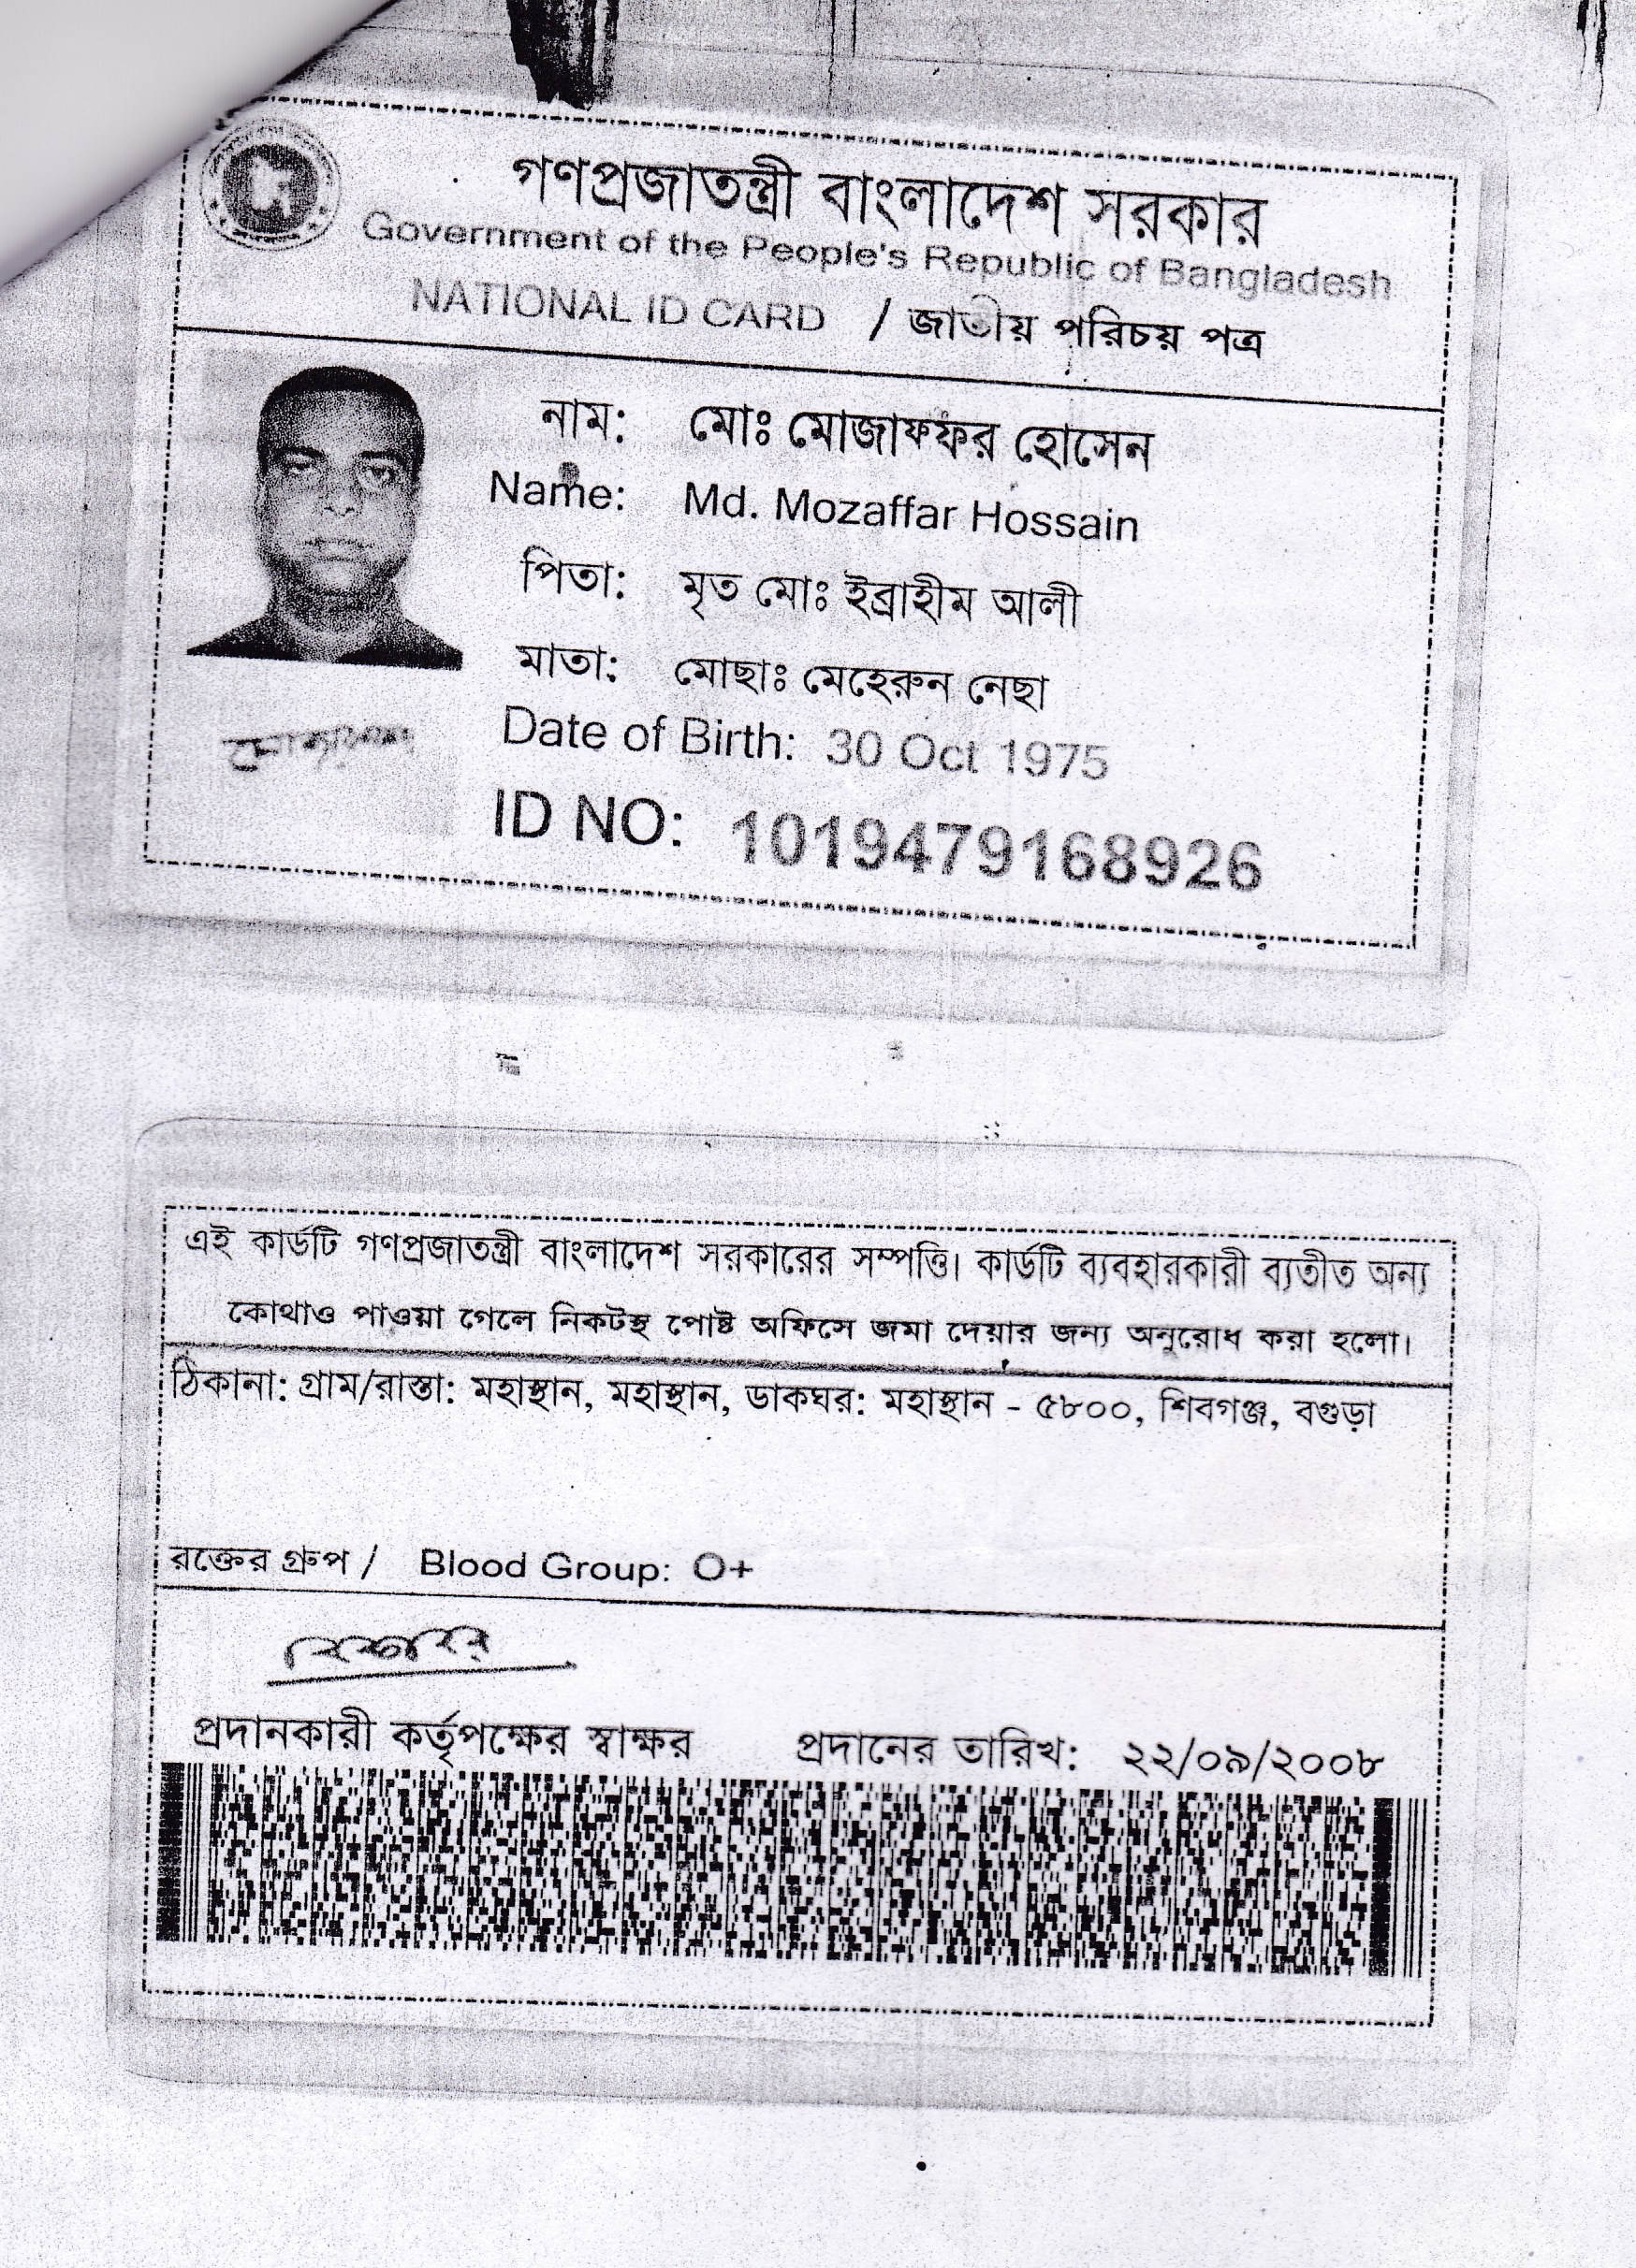 গণপ্রজাতন্ত্রী বাংলাদেশ সরকার
Government of the People's Republic of Bangladesh
NATIONAL ID CARD / জাতীয় পরিচয় পত্র
নাম: মোঃ মোজাফফর হোসেন
Name: Md. Mozaffar Hossain
পিতা: মৃত মোঃ ইব্রাহীম আলী
মাতা: মোছাঃ মেহেরুন নেছা
Date of Birth: 30 Oct 1975
ID NO: 1019479168926
এই কার্ডটি গণপ্রজাতন্ত্রী বাংলাদেশ সরকারের সম্পত্তি। কার্ডটি ব্যবহারকারী ব্যতীত অন্য
কোথাও পাওয়া গেলে নিকটস্থ পোষ্ট অফিসে জমা দেয়ার জন্য অনুরোধ করা হলো।
ঠিকানা: গ্রাম/রাস্তা: মহাস্থান, মহাস্থান, ডাকঘর: মহাস্থান - ৫৮০০, শিবগঞ্জ, বগুড়া
রক্তের গ্রুপ / Blood Group: O+
প্রদানকারী কর্তৃপক্ষের স্বাক্ষর প্রদানের তারিখ: ২২/০৯/২০০৮